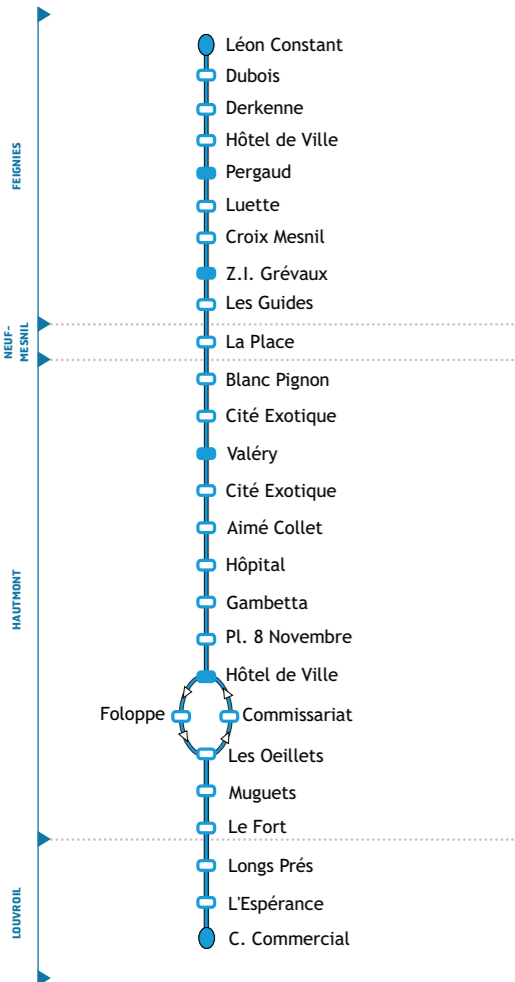 FEIGNIES
Léon Constant
Dubois
Derkenne
Hôtel de Ville
Pergaud
Luette
Croix Mesnil
Z.I. Grévaux
Les Guides
NEUF-
MESNIL
La Place
HAUTMONT
Blanc Pignon
Cité Exotique
Valéry
Cité Exotique
Aimé Collet
Hôpital
Gambetta
Pl. 8 Novembre
Hôtel de Ville
Foloppe
Commissariat
Les Oeillets
Muguets
Le Fort
LOUVROIL
Longs Prés
L'Espérance
C. Commercial